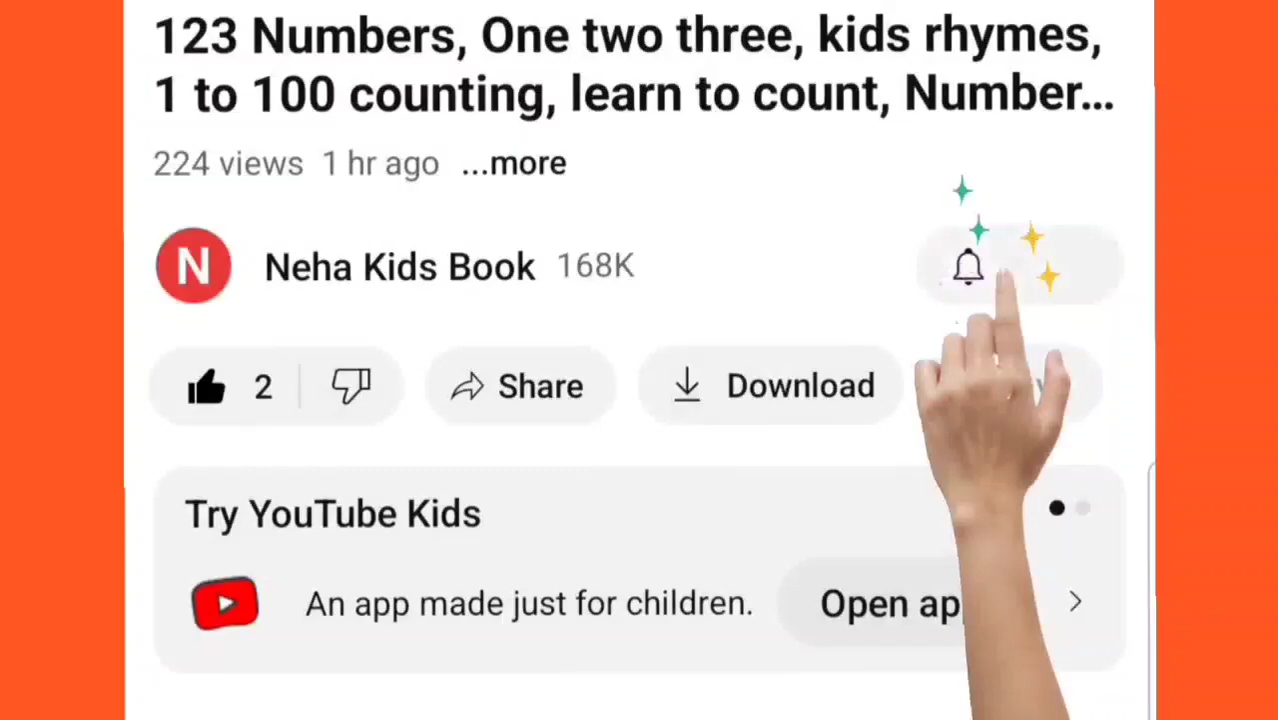 123 Numbers, One two three, kids rhymes,
1 to 100 counting, learn to count, Number...
224 views 1 hr ago ...more
N Neha Kids Book 168K
2 Share Download
Try YouTube Kids
An app made just for children. Open ap